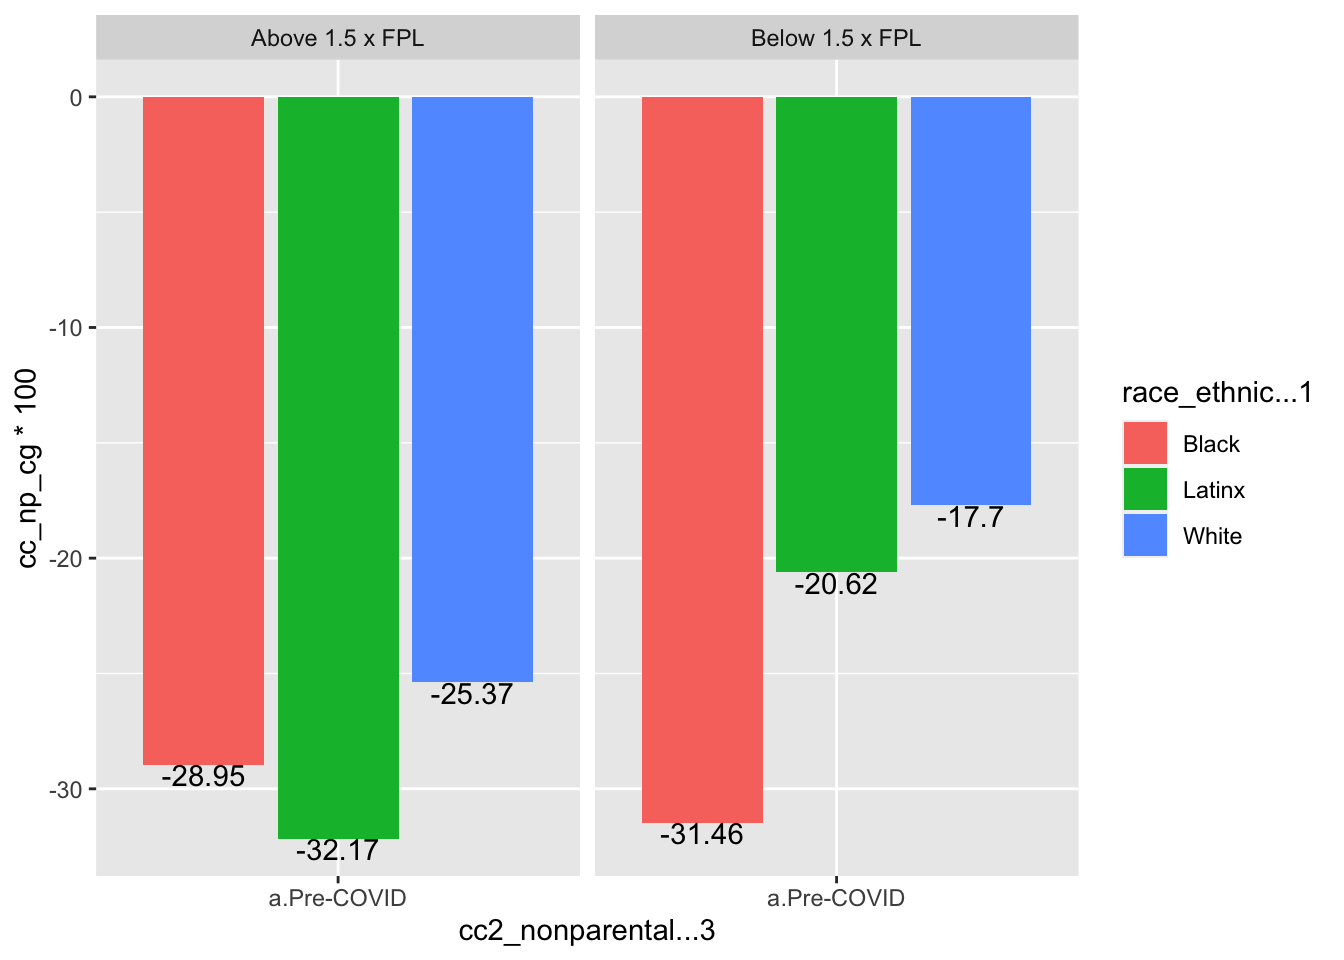 Above 1.5 x FPL
Below 1.5 x FPL
0
-10
-20
-30
cc_np_cg * 100
-28.95
-32.17
-25.37
-31.46
-20.62
-17.7
a.Pre-COVID
a.Pre-COVID
cc2_nonparental...3
race_ethnic...1
Black
Latinx
White